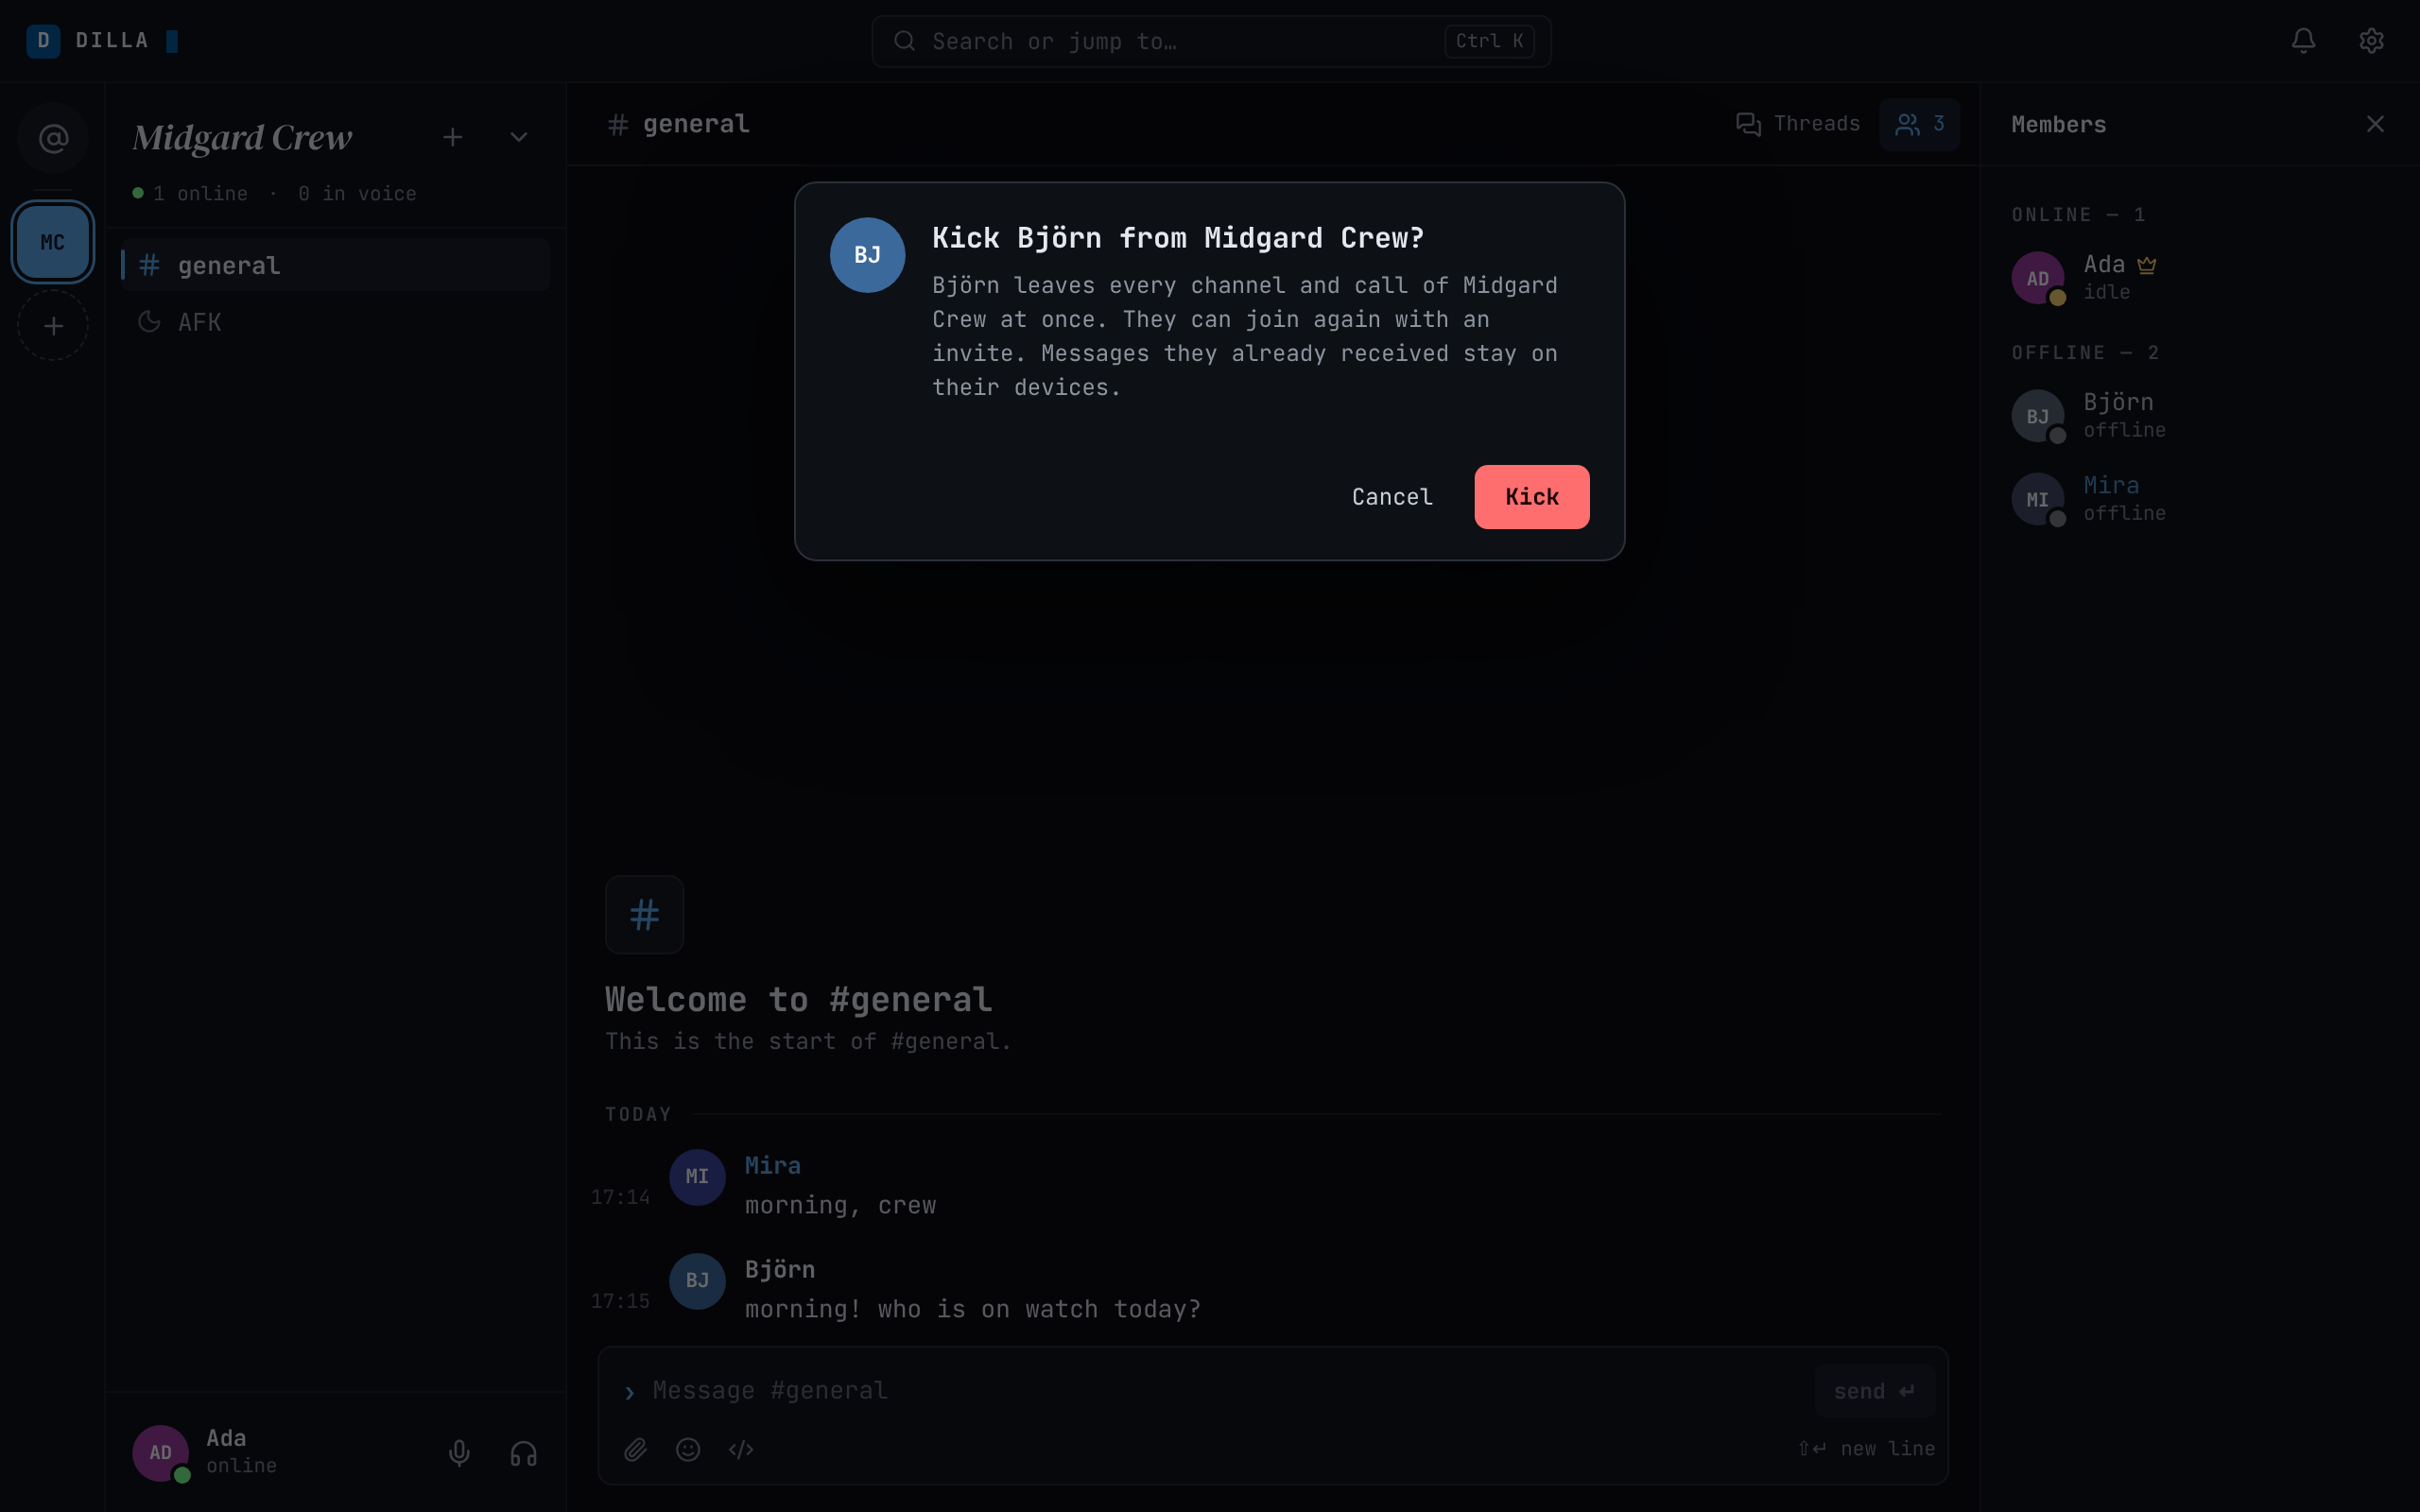 D DILLA
Search or jump to… Ctrl K
Midgard Crew
1 online · 0 in voice
MC
general
AFK
general
Threads 3
Members
ONLINE — 1
AD Ada
idle
OFFLINE — 2
BJ Björn
offline
MI Mira
offline
BJ
Kick Björn from Midgard Crew?
Björn leaves every channel and call of Midgard
Crew at once. They can join again with an
invite. Messages they already received stay on
their devices.
Cancel Kick
Welcome to #general
This is the start of #general.
TODAY
MI Mira
17:14 morning, crew
BJ Björn
17:15 morning! who is on watch today?
› Message #general send ↵
⇧↵ new line
AD Ada
online